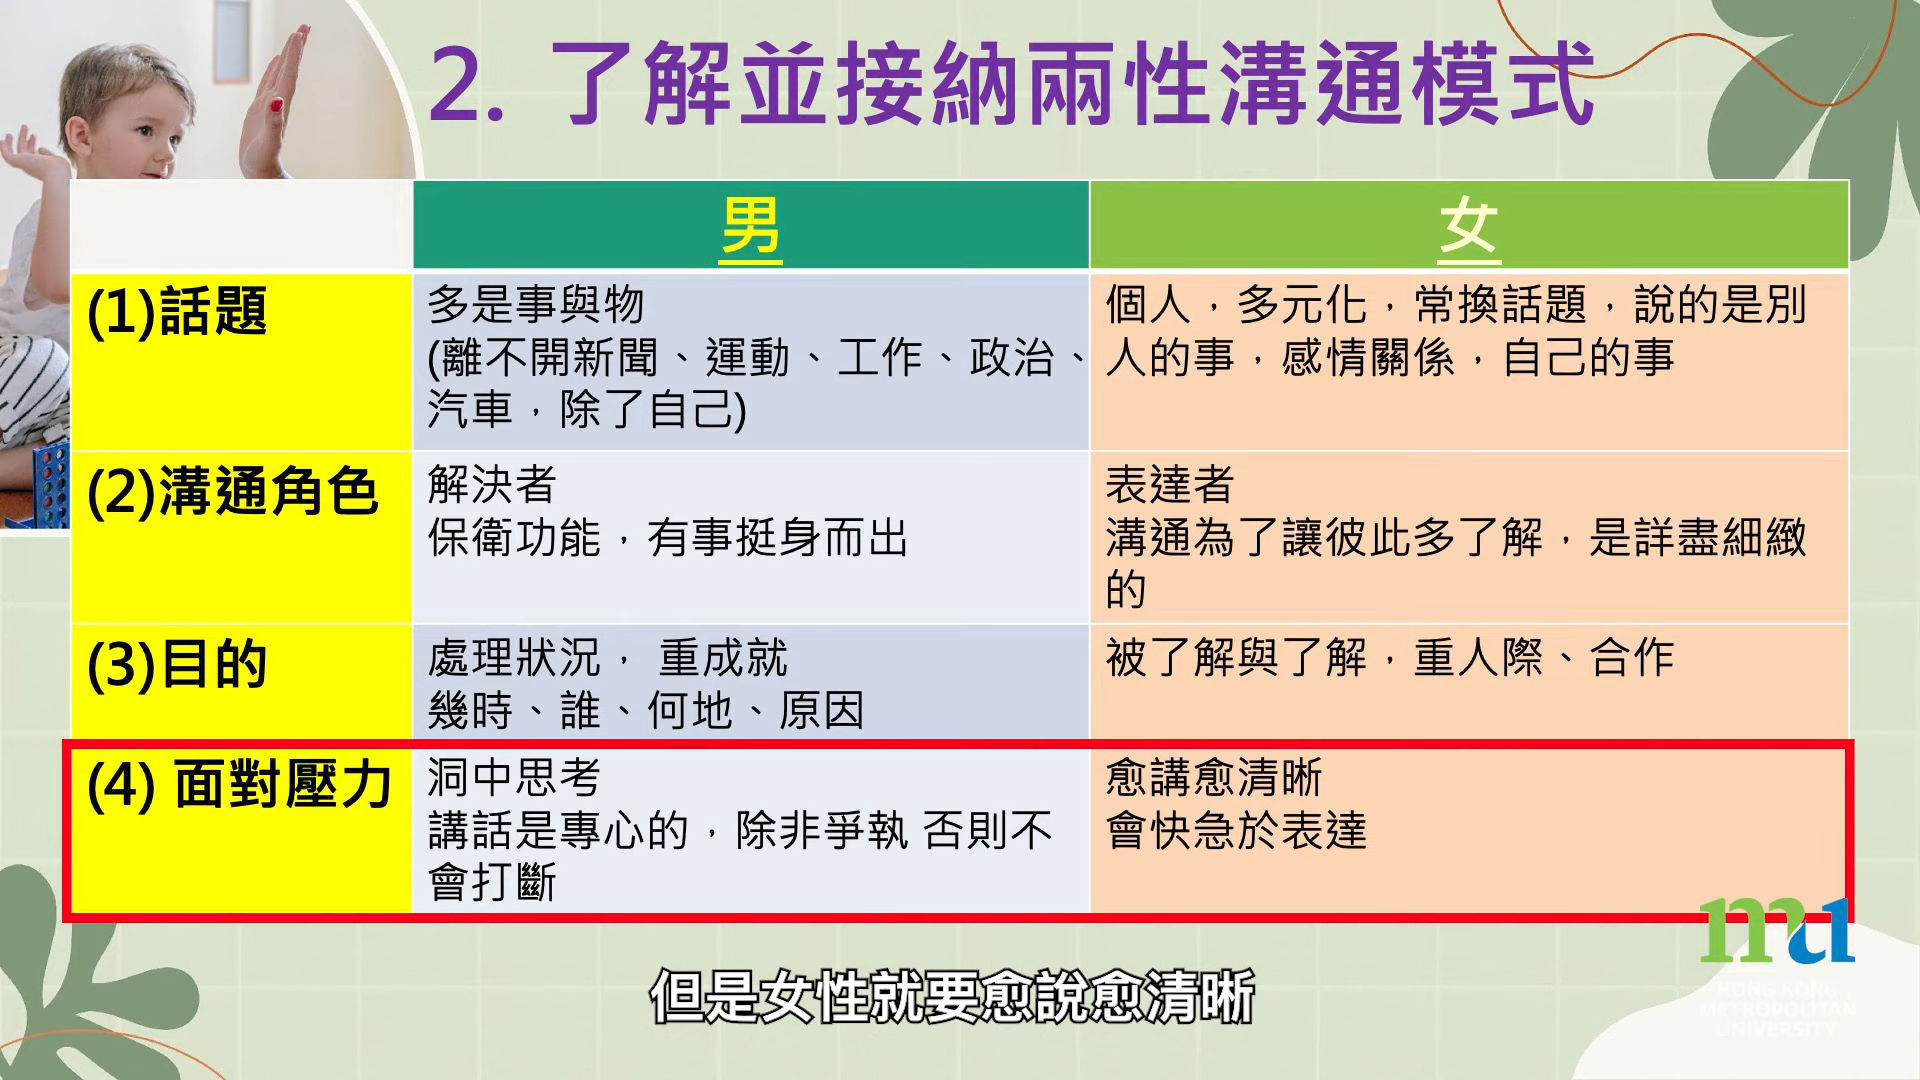 2. 了解並接納兩性溝通模式
男
女
(1)話題
多是事與物
(離不開新聞、運動、工作、政治、
汽車，除了自己)
個人，多元化，常換話題，說的是別
人的事，感情關係，自己的事
(2)溝通角色
解決者
保衛功能，有事挺身而出
表達者
溝通為了讓彼此多了解，是詳盡細緻
的
(3)目的
處理狀況， 重成就
幾時、誰、何地、原因
被了解與了解，重人際、合作
(4) 面對壓力
洞中思考
講話是專心的，除非爭執 否則不
會打斷
愈講愈清晰
會快急於表達
mu
HONG KONG
METROPOLITAN
UNIVERSITY
但是女性就要愈說愈清晰